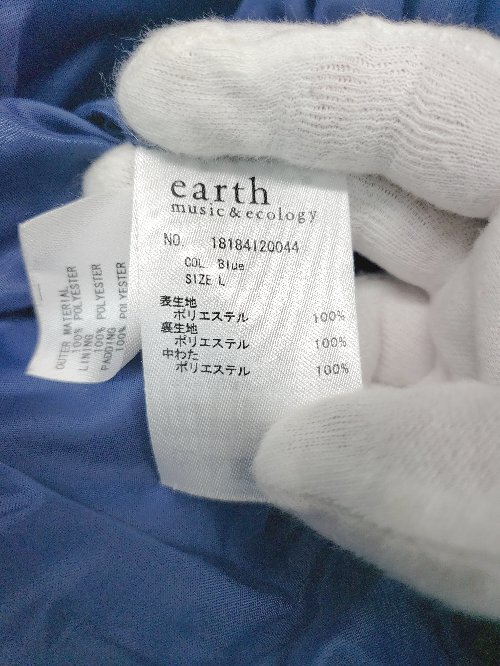 earth
music&ecology
NO. 18184I20044
COL Blue
SIZE L
表生地
ポリエステル 100%
裏生地
ポリエステル 100%
中わた
ポリエステル 100%
OUTER MATERIAL
100% POLYESTER
LINING
100% POLYESTER
PADDING
100% POLYESTER